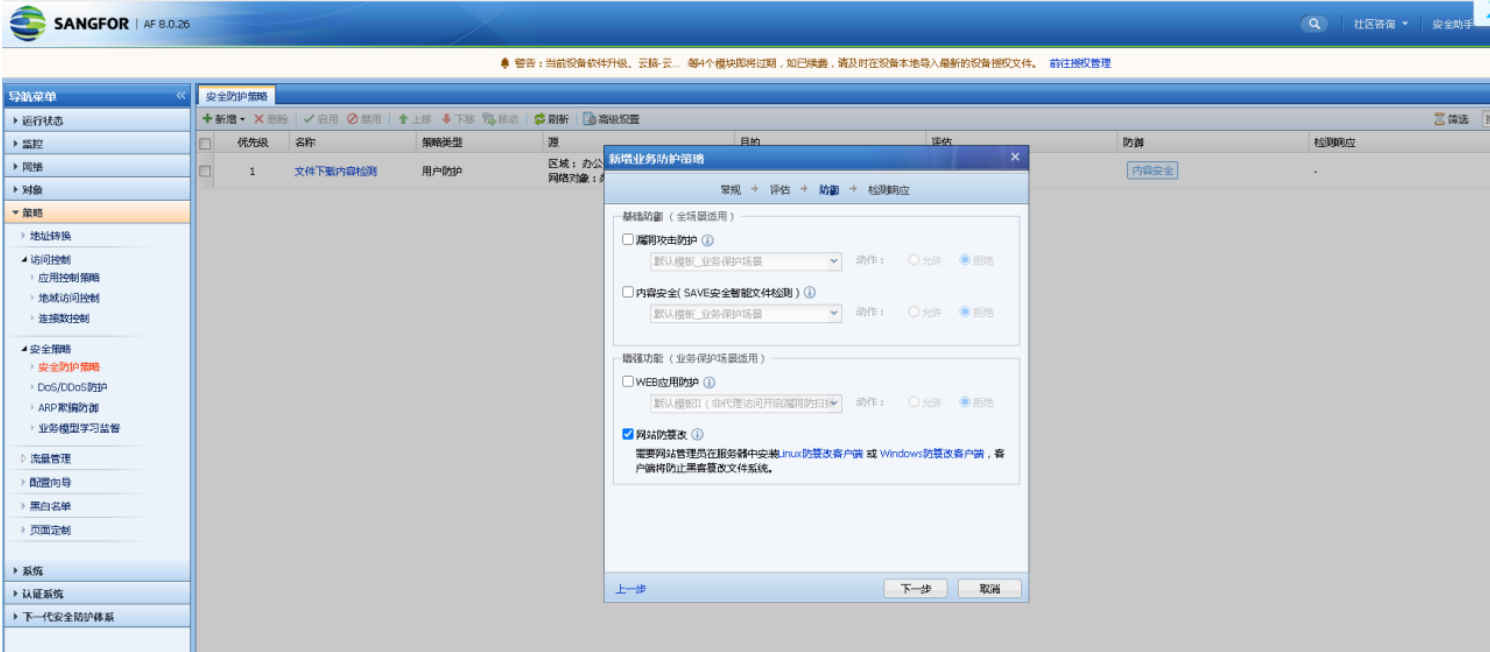 SANGFOR | AF 8.0.26
社区咨询
安全助手
警告：当前设备软件升级、云脑-云... 等4个模块即将过期，如已续费，请及时在设备本地导入最新的设备授权文件。 前往授权管理
导航菜单
运行状态
监控
网络
对象
策略
地址转换
访问控制
应用控制策略
地域访问控制
连接数控制
安全策略
安全防护策略
DoS/DDoS防护
ARP欺骗防御
业务模型学习监督
流量管理
配置向导
黑白名单
页面定制
系统
认证系统
下一代安全防护体系
安全防护策略
新增 删除 启用 禁用 上移 下移 移动 刷新 高级设置 筛选
优先级 名称 策略类型 源 目的 评估 防御 检测响应
1 文件下载内容检测 用户防护 区域：办公 内容安全 -
网络对象：
新增业务防护策略
常规 → 评估 → 防御 → 检测响应
基础防御（全场景适用）
漏洞攻击防护
默认模板_业务保护场景 动作： 允许 拒绝
内容安全( SAVE安全智能文件检测 )
默认模板_业务保护场景 动作： 允许 拒绝
增强功能（业务保护场景适用）
WEB应用防护
默认模板II（非代理访问开启漏洞防扫描 动作： 允许 拒绝
网站防篡改
需要网站管理员在服务器中安装Linux防篡改客户端 或 Windows防篡改客户端，客
户端将防止黑客篡改文件系统。
上一步 下一步 取消